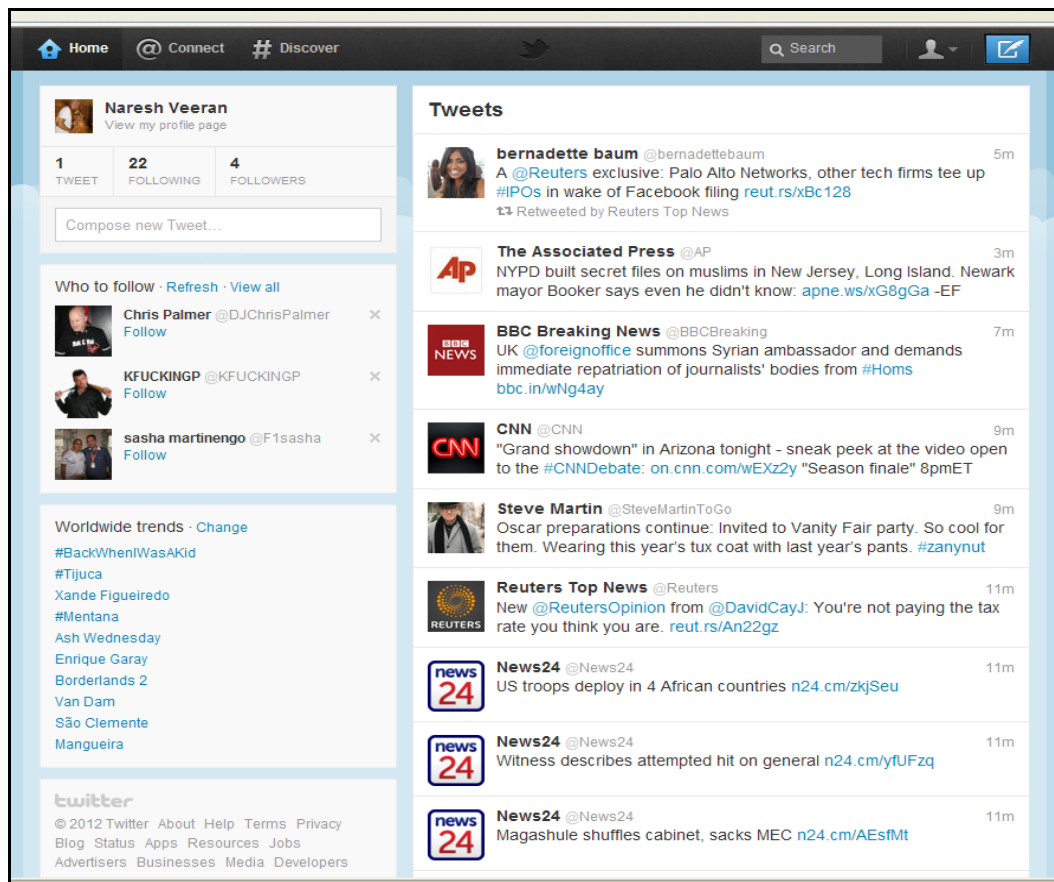 Home @ Connect # Discover Search
Naresh Veeran
View my profile page
1 22 4
TWEET FOLLOWING FOLLOWERS
Compose new Tweet...
Who to follow · Refresh · View all
Chris Palmer @DJChrisPalmer ×
Follow
KFUCKINGP @KFUCKINGP ×
Follow
sasha martinengo @F1sasha ×
Follow
Worldwide trends · Change
#BackWhenIWasAKid
#Tijuca
Xande Figueiredo
#Mentana
Ash Wednesday
Enrique Garay
Borderlands 2
Van Dam
São Clemente
Mangueira
twitter
© 2012 Twitter About Help Terms Privacy
Blog Status Apps Resources Jobs
Advertisers Businesses Media Developers
Tweets
bernadette baum @bernadettebaum 5m
A @Reuters exclusive: Palo Alto Networks, other tech firms tee up
#IPOs in wake of Facebook filing reut.rs/xBc128
Retweeted by Reuters Top News
AP
The Associated Press @AP 3m
NYPD built secret files on muslims in New Jersey, Long Island. Newark
mayor Booker says even he didn't know: apne.ws/xG8gGa -EF
BBC
NEWS
BBC Breaking News @BBCBreaking 7m
UK @foreignoffice summons Syrian ambassador and demands
immediate repatriation of journalists' bodies from #Homs
bbc.in/wNg4ay
CNN
CNN @CNN 9m
"Grand showdown" in Arizona tonight - sneak peek at the video open
to the #CNNDebate: on.cnn.com/wEXz2y "Season finale" 8pmET
Steve Martin @SteveMartinToGo 9m
Oscar preparations continue: Invited to Vanity Fair party. So cool for
them. Wearing this year's tux coat with last year's pants. #zanynut
REUTERS
Reuters Top News @Reuters 11m
New @ReutersOpinion from @DavidCayJ: You're not paying the tax
rate you think you are. reut.rs/An22gz
news
24
News24 @News24 11m
US troops deploy in 4 African countries n24.cm/zkjSeu
news
24
News24 @News24 11m
Witness describes attempted hit on general n24.cm/yfUFzq
news
24
News24 @News24 11m
Magashule shuffles cabinet, sacks MEC n24.cm/AEsfMt